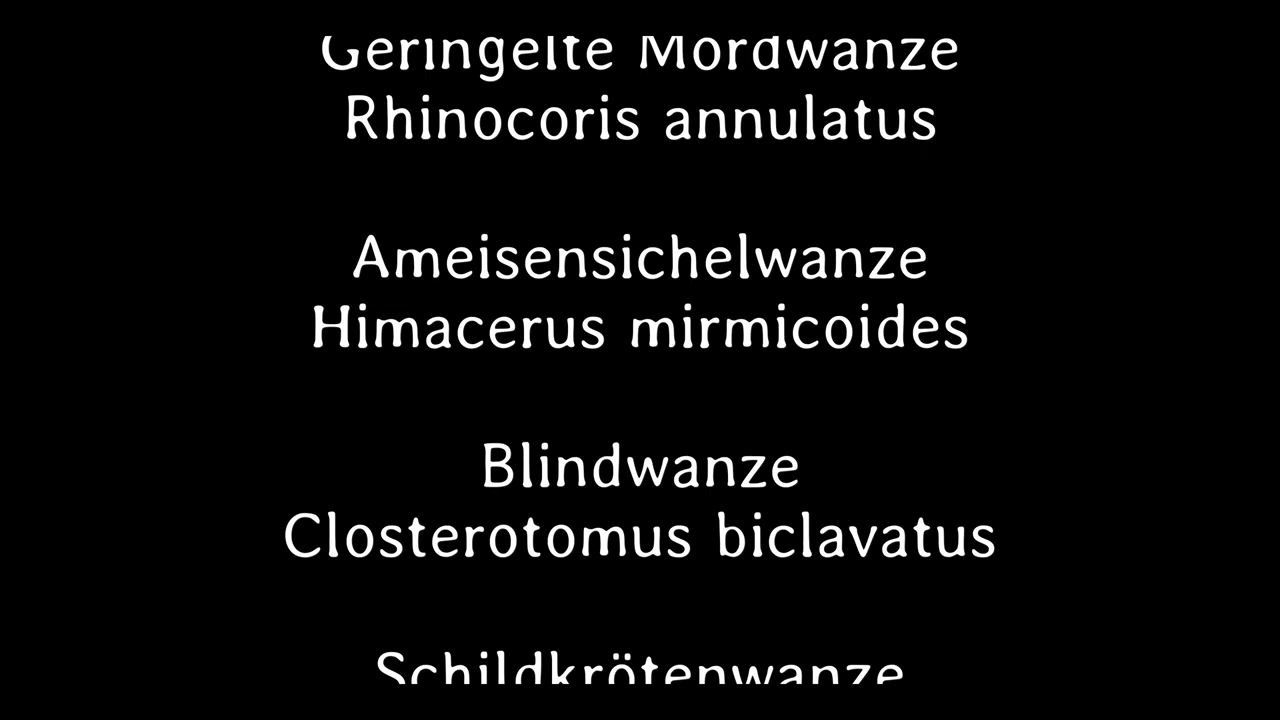 Geringelte Mordwanze
Rhinocoris annulatus
Ameisensichelwanze
Himacerus mirmicoides
Blindwanze
Closterotomus biclavatus
Schildkrötenwanze